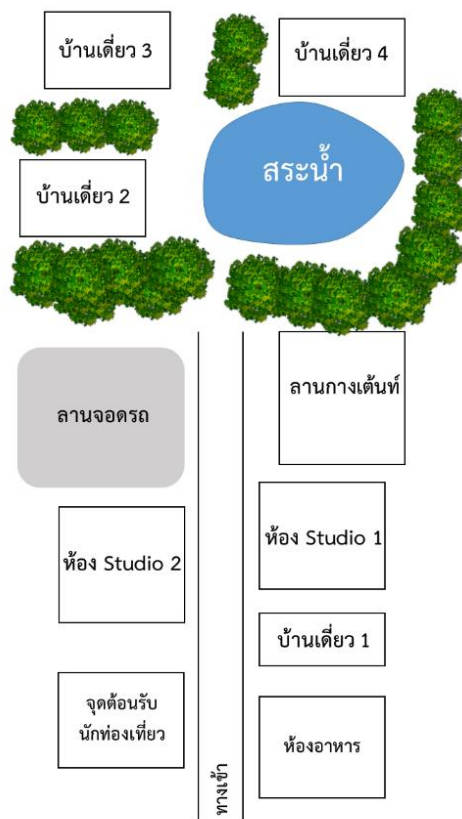 บ้านเดี่ยว 3
บ้านเดี่ยว 4
สระน้ำ
บ้านเดี่ยว 2
ลานกางเต้นท์
ลานจอดรถ
ห้อง Studio 1
ห้อง Studio 2
บ้านเดี่ยว 1
จุดต้อนรับ
นักท่องเที่ยว
ห้องอาหาร
ทางเข้า